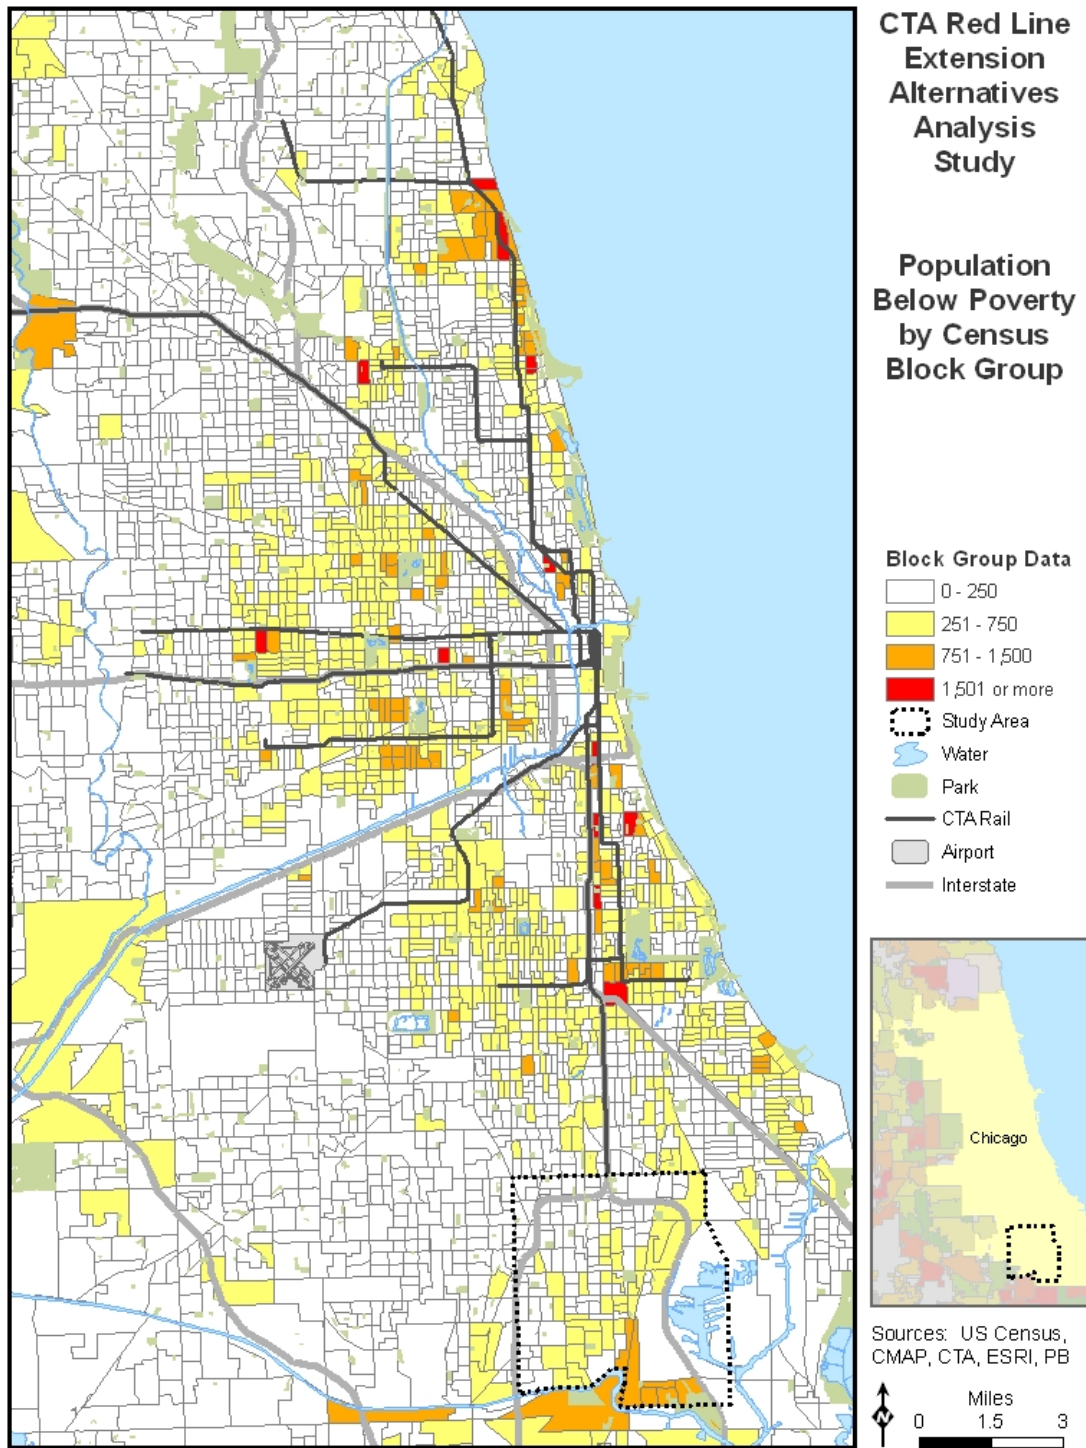 CTA Red Line
Extension
Alternatives
Analysis
Study
Population
Below Poverty
by Census
Block Group
Block Group Data
0 - 250
251 - 750
751 - 1,500
1,501 or more
Study Area
Water
Park
CTA Rail
Airport
Interstate
Chicago
Sources: US Census,
CMAP, CTA, ESRI, PB
N
Miles
0 1.5 3